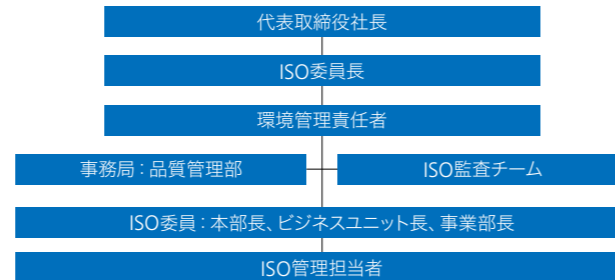 代表取締役社長
ISO委員長
環境管理責任者
事務局：品質管理部
ISO監査チーム
ISO委員：本部長、ビジネスユニット長、事業部長
ISO管理担当者